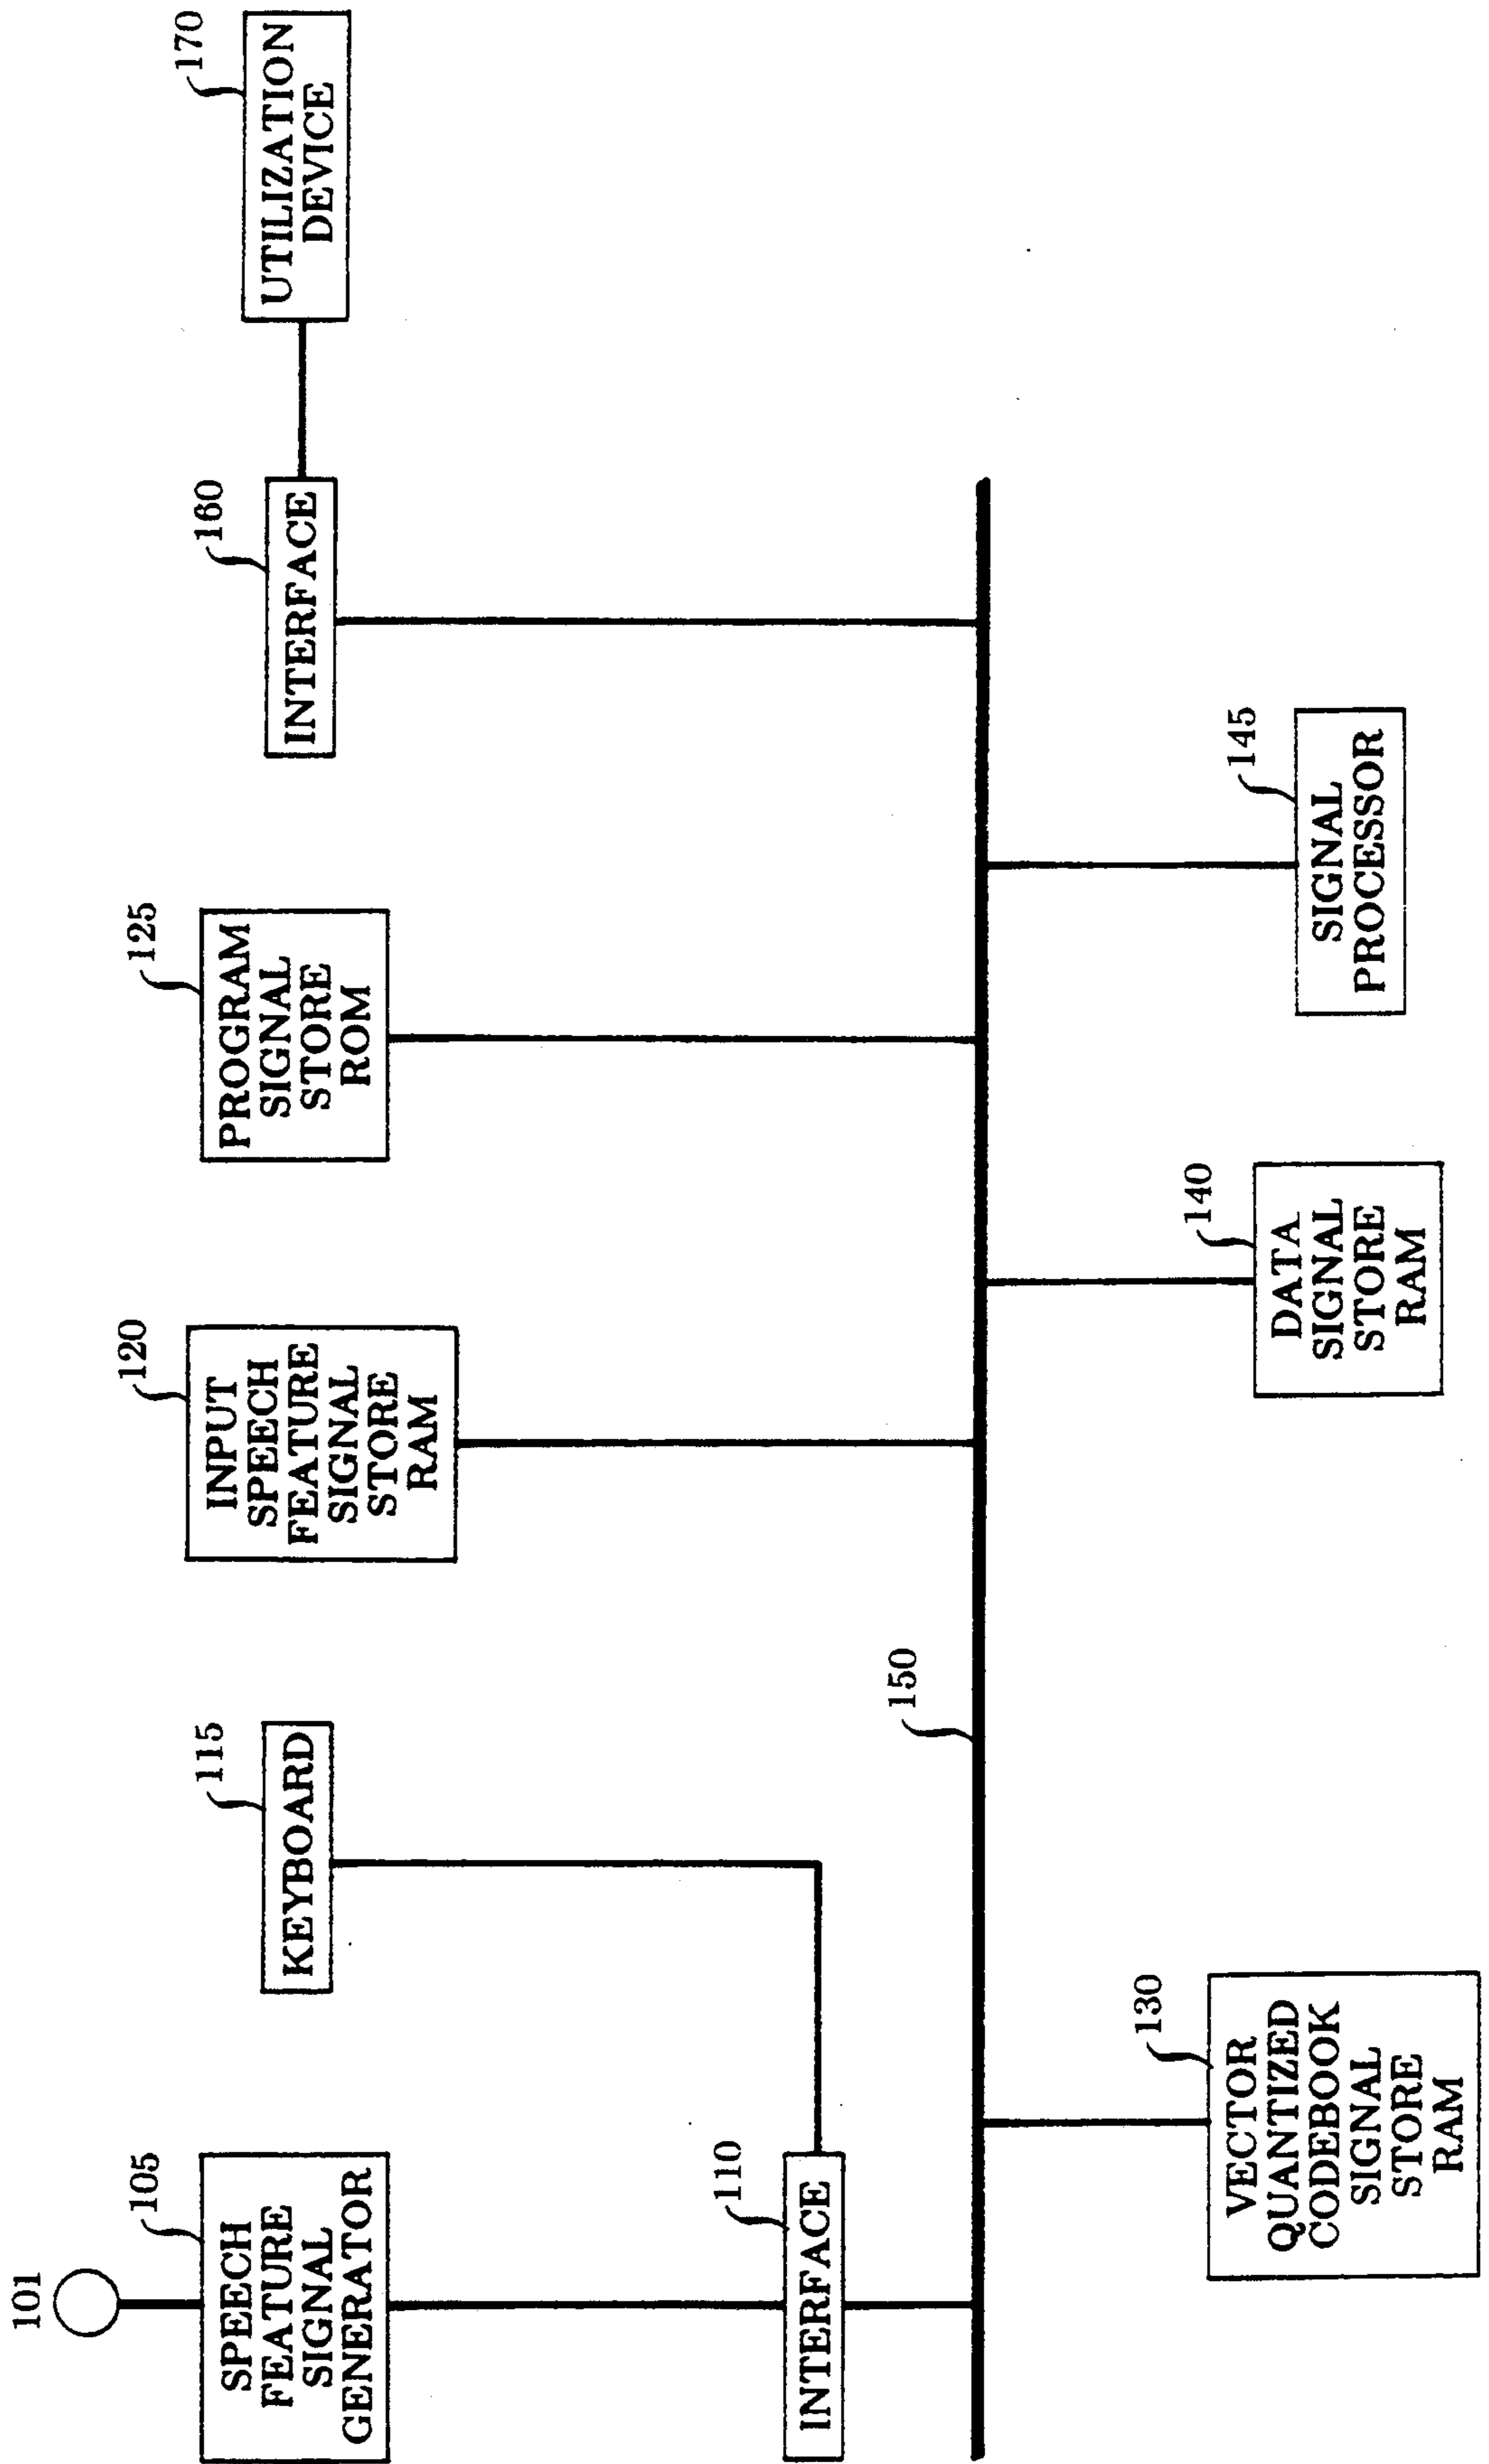 101
105
SPEECH
FEATURE
SIGNAL
GENERATOR
115
KEYBOARD
120
INPUT
SPEECH
FEATURE
SIGNAL
STORE
RAM
125
PROGRAM
SIGNAL
STORE
ROM
160
INTERFACE
170
UTILIZATION
DEVICE
110
INTERFACE
150
130
VECTOR
QUANTIZED
CODEBOOK
SIGNAL
STORE
RAM
140
DATA
SIGNAL
STORE
RAM
145
SIGNAL
PROCESSOR